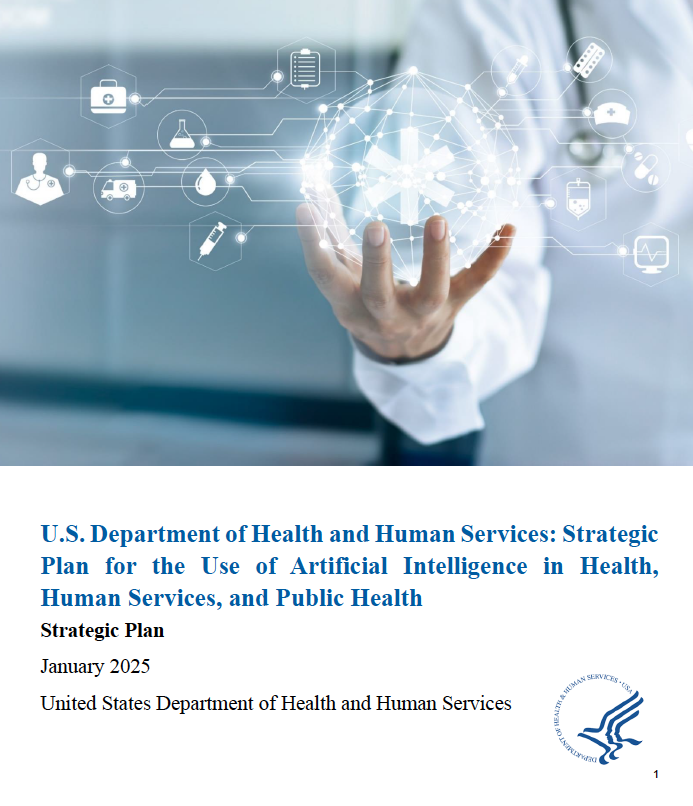 U.S. Department of Health and Human Services: Strategic
Plan for the Use of Artificial Intelligence in Health,
Human Services, and Public Health
Strategic Plan
January 2025
United States Department of Health and Human Services
DEPARTMENT OF HEALTH & HUMAN SERVICES • USA
1